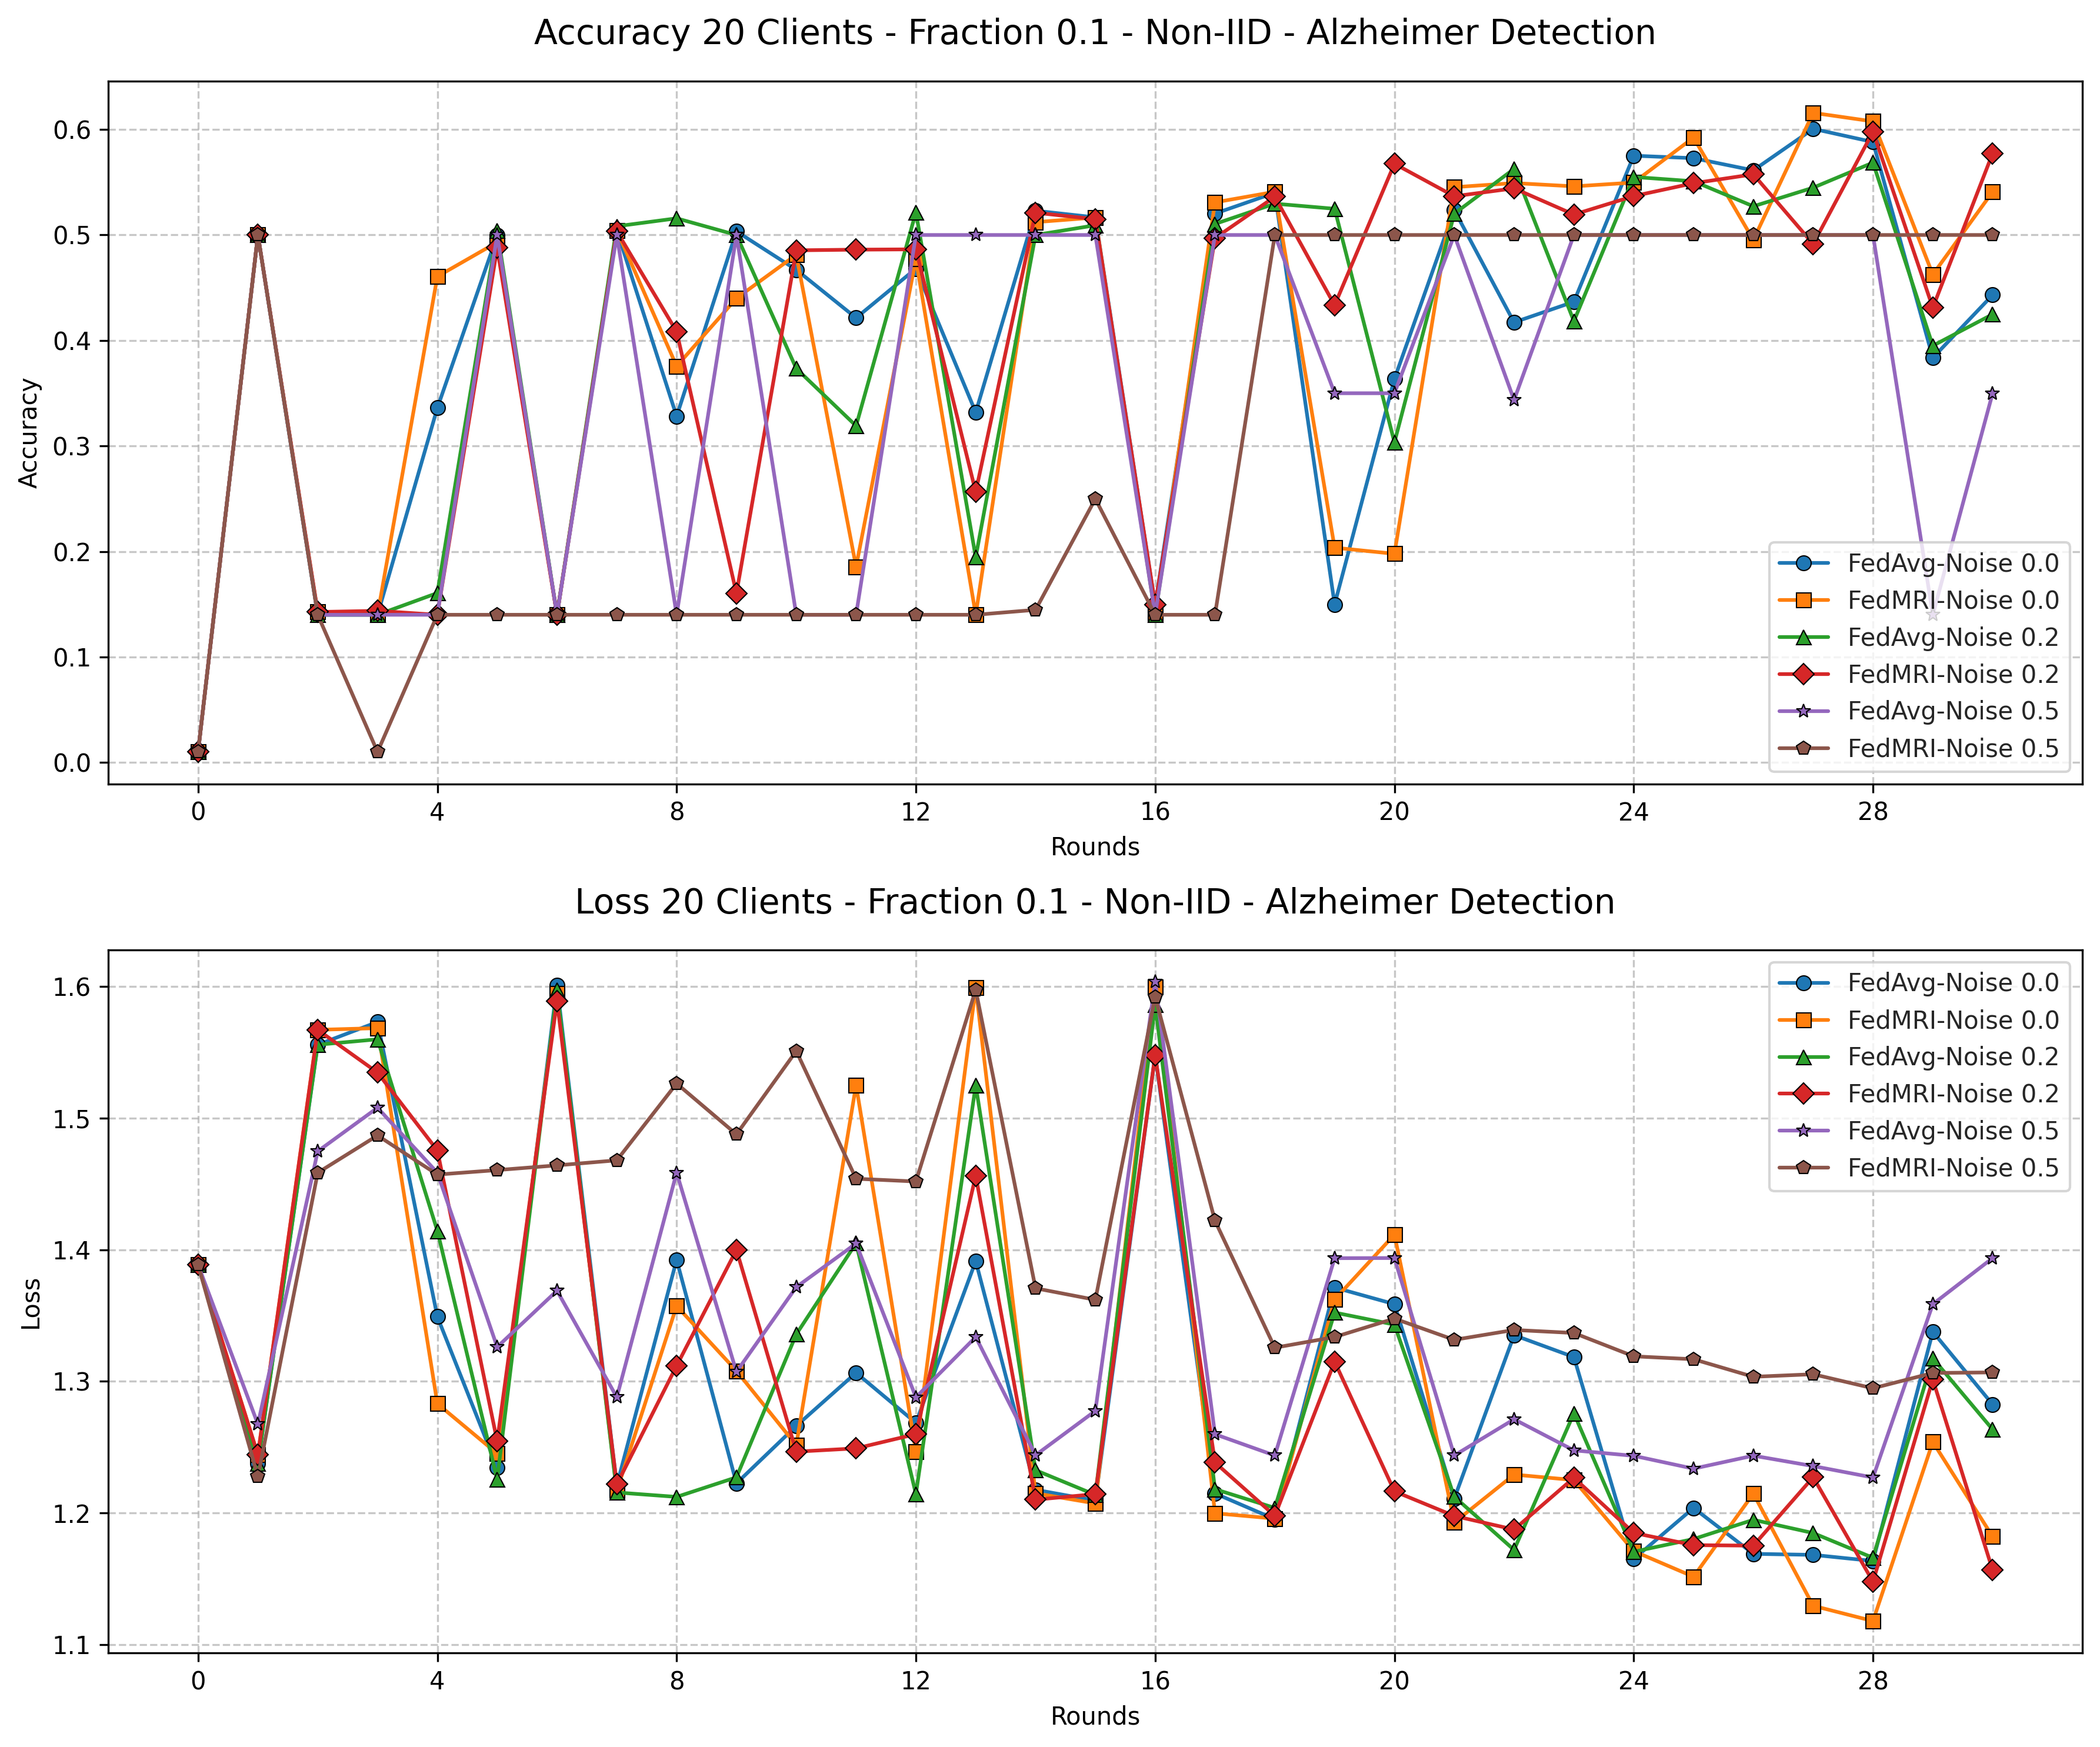 Accuracy 20 Clients - Fraction 0.1 - Non-IID - Alzheimer Detection
0.6
0.5
0.4
0.3
0.2
0.1
0.0
Accuracy
FedAvg-Noise 0.0
FedMRI-Noise 0.0
FedAvg-Noise 0.2
FedMRI-Noise 0.2
FedAvg-Noise 0.5
FedMRI-Noise 0.5
0 4 8 12 16 20 24 28
Rounds
Loss 20 Clients - Fraction 0.1 - Non-IID - Alzheimer Detection
1.6
1.5
1.4
1.3
1.2
1.1
Loss
FedAvg-Noise 0.0
FedMRI-Noise 0.0
FedAvg-Noise 0.2
FedMRI-Noise 0.2
FedAvg-Noise 0.5
FedMRI-Noise 0.5
0 4 8 12 16 20 24 28
Rounds